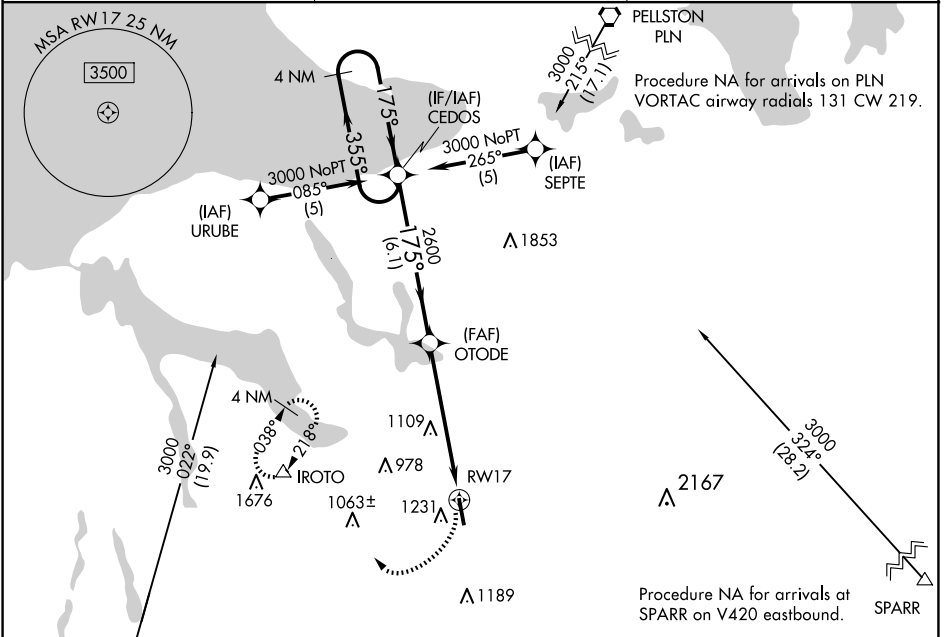 MSA RW17 25 NM
3500
PELLSTON
PLN
3000
215°
(17.1)
Procedure NA for arrivals on PLN
VORTAC airway radials 131 CW 219.
4 NM
175°
355°
(IF/IAF)
CEDOS
3000 NoPT
265°
(5)
(IAF)
SEPTE
3000 NoPT
085°
(5)
(IAF)
URUBE
2600
175°
(6.1)
1853
(FAF)
OTODE
4 NM
038°
218°
IROTO
3000
022°
(19.9)
1676
1109
978
1063±
1231
RW17
2167
3000
324°
(28.2)
1189
Procedure NA for arrivals at
SPARR on V420 eastbound.
SPARR